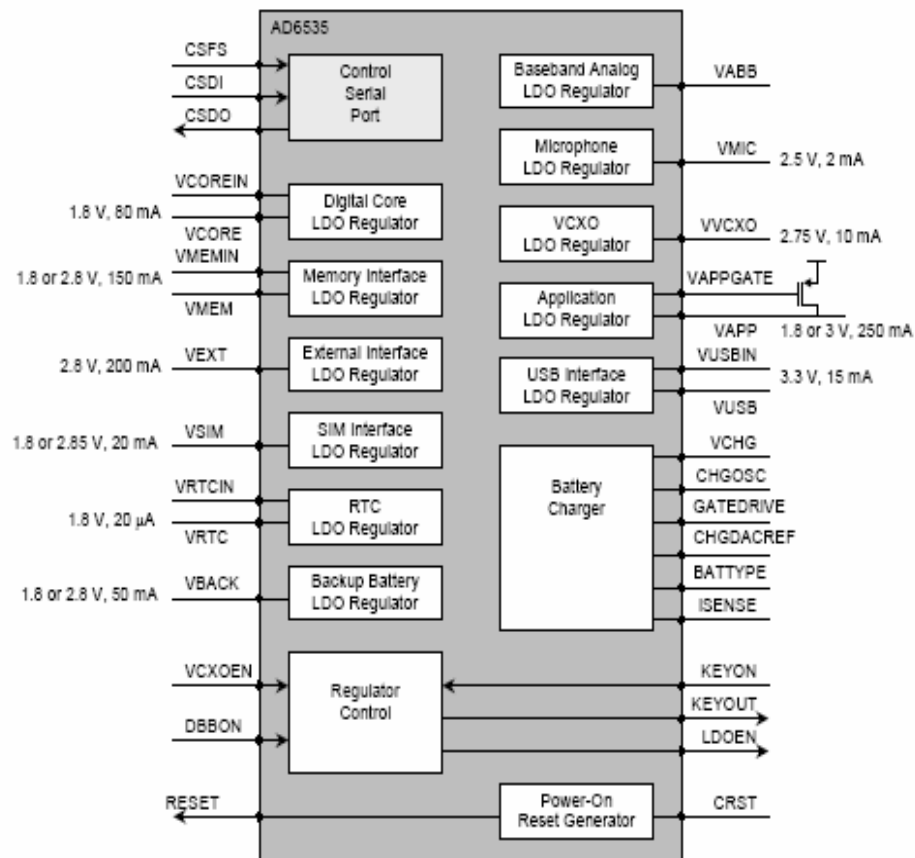 AD6535
CSFS
CSDI
CSDO
Control
Serial
Port
VCOREIN
1.8 V, 80 mA
VCORE
Digital Core
LDO Regulator
VMEMIN
1.8 or 2.8 V, 150 mA
VMEM
Memory Interface
LDO Regulator
VEXT
2.8 V, 200 mA
External Interface
LDO Regulator
VSIM
1.8 or 2.85 V, 20 mA
SIM Interface
LDO Regulator
VRTCIN
1.8 V, 20 µA
VRTC
RTC
LDO Regulator
VBACK
1.8 or 2.8 V, 50 mA
Backup Battery
LDO Regulator
VCXOEN
DBBON
Regulator
Control
RESET
Baseband Analog
LDO Regulator
VABB
Microphone
LDO Regulator
VMIC
2.5 V, 2 mA
VCXO
LDO Regulator
VVCXO
2.75 V, 10 mA
Application
LDO Regulator
VAPPGATE
VAPP
1.8 or 3 V, 250 mA
USB Interface
LDO Regulator
VUSBIN
3.3 V, 15 mA
VUSB
Battery
Charger
VCHG
CHGOSC
GATEDRIVE
CHGDACREF
BATTYPE
ISENSE
KEYON
KEYOUT
LDOEN
Power-On
Reset Generator
CRST